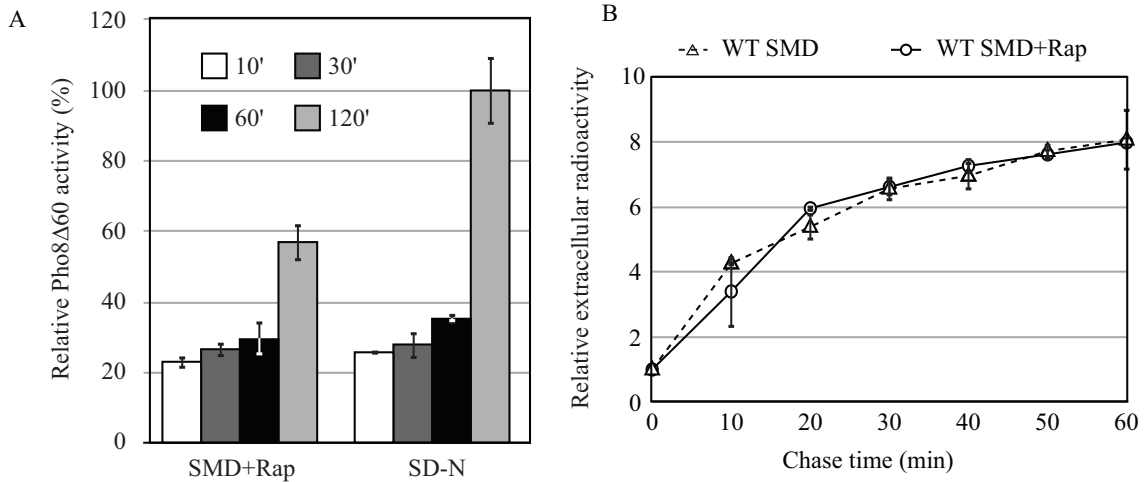 A
Relative Pho8Δ60 activity (%)
120
100
80
60
40
20
0
10' 30'
60' 120'
SMD+Rap SD-N
B
WT SMD WT SMD+Rap
Relative extracellular radioactivity
10
8
6
4
2
0
0 10 20 30 40 50 60
Chase time (min)